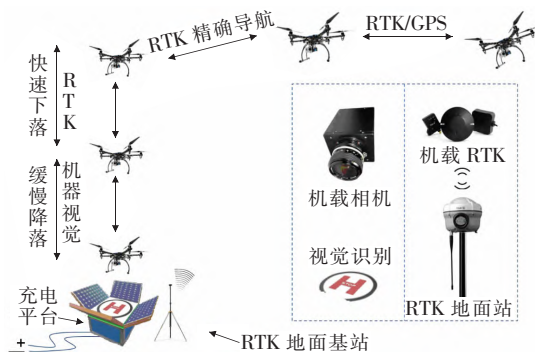 RTK 精确导航
RTK/GPS
快速下落
RTK
缓慢降落
机器视觉
机载相机
机载 RTK
视觉识别
H
RTK 地面站
充电
平台
H
+
RTK 地面基站